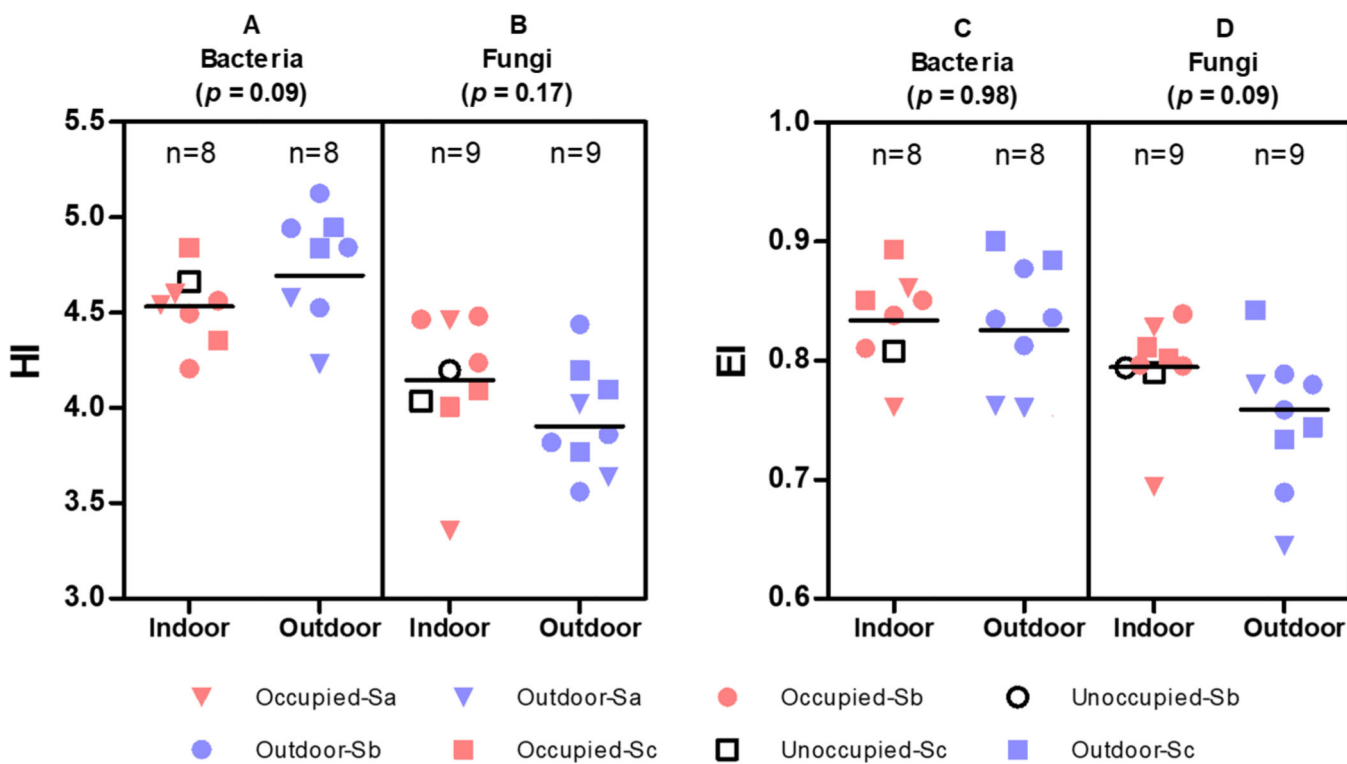 A
Bacteria
(p = 0.09)
B
Fungi
(p = 0.17)
C
Bacteria
(p = 0.98)
D
Fungi
(p = 0.09)
H
5.5
5.0
4.5
4.0
3.5
3.0
n=8
n=8
n=9
n=9
Indoor
Outdoor
Indoor
Outdoor
E
1.0
0.9
0.8
0.7
0.6
n=8
n=8
n=9
n=9
Indoor
Outdoor
Indoor
Outdoor
Occupied-Sa
Outdoor-Sa
Occupied-Sb
Unoccupied-Sb
Outdoor-Sb
Occupied-Sc
Unoccupied-Sc
Outdoor-Sc